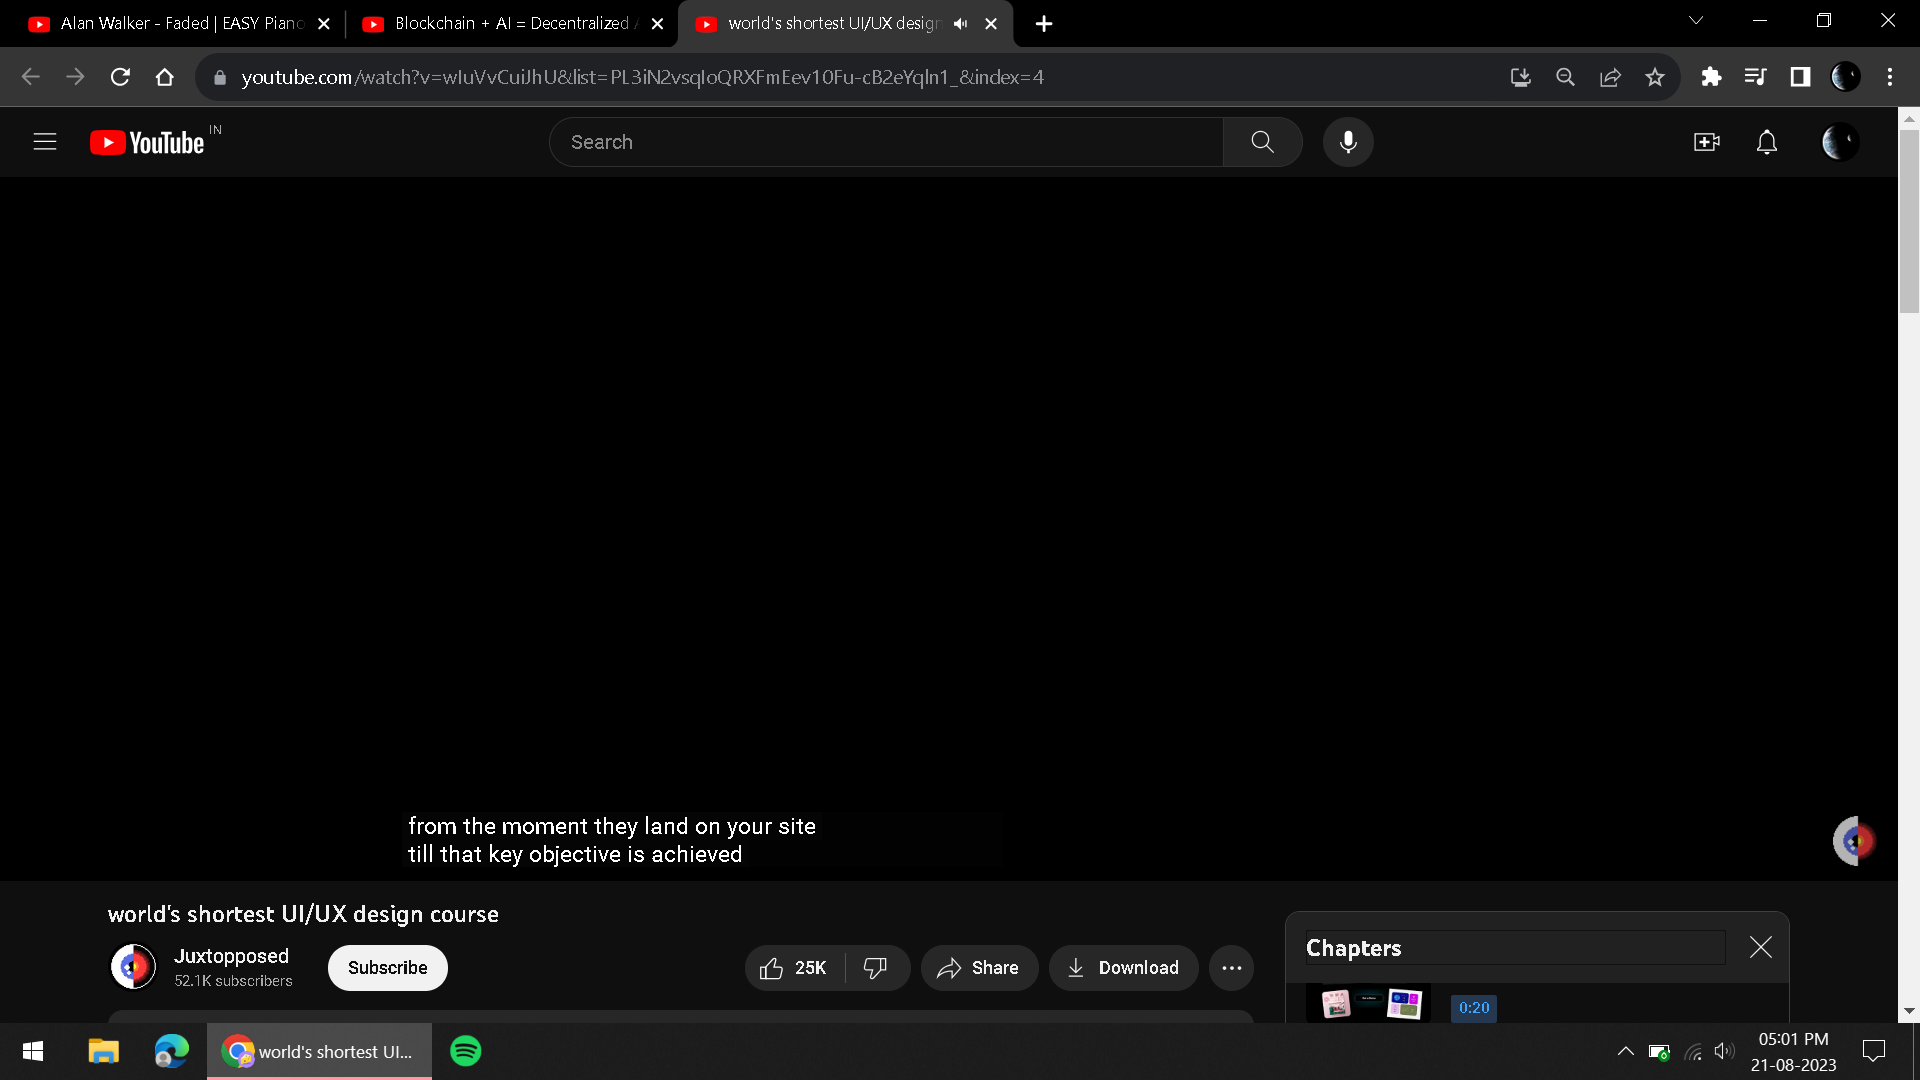 Alan Walker - Faded | EASY Piano
Blockchain + AI = Decentralized
world's shortest UI/UX design
youtube.com/watch?v=wIuVvCuiJhU&list=PL3iN2vsqIoQRXFmEev10Fu-cB2eYqln1_&index=4
YouTube IN
Search
from the moment they land on your site
till that key objective is achieved
world's shortest UI/UX design course
Juxtopposed
52.1K subscribers
Subscribe
25K
Share
Download
Chapters
0:20
world's shortest UI...
05:01 PM
21-08-2023